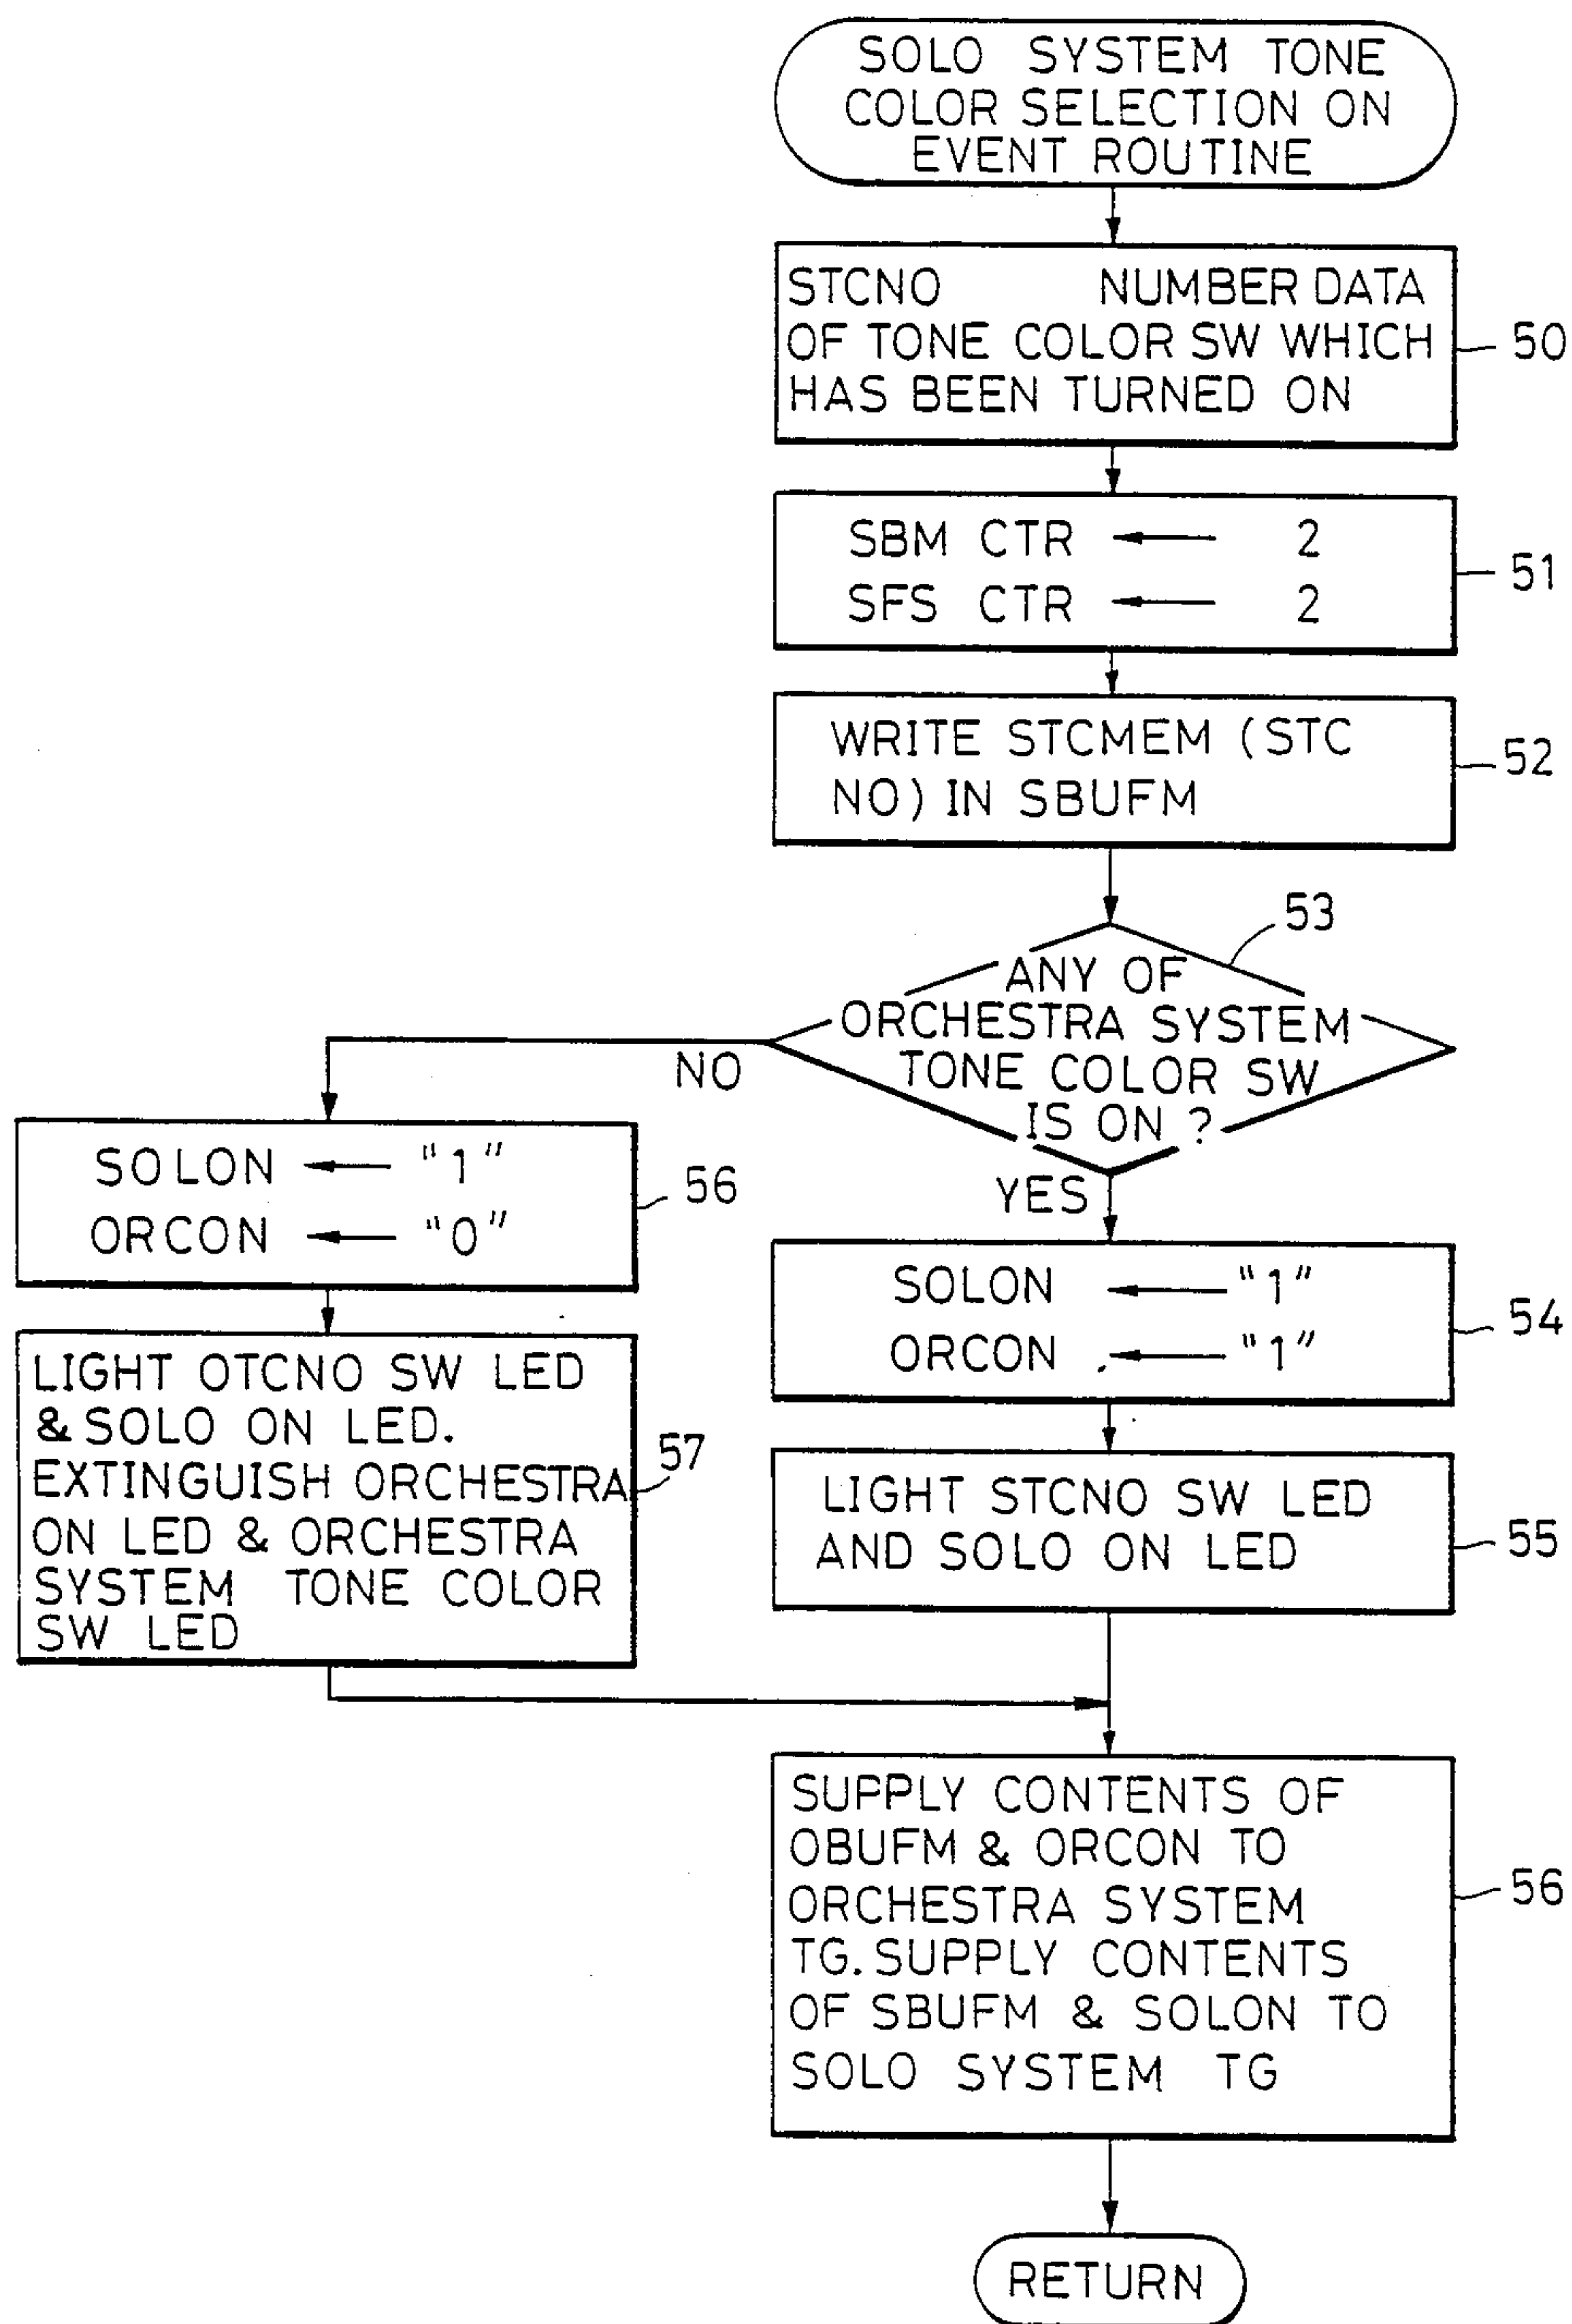 SOLO SYSTEM TONE
COLOR SELECTION ON
EVENT ROUTINE
STCNO NUMBER DATA
OF TONE COLOR SW WHICH
HAS BEEN TURNED ON
50
SBM CTR ← 2
SFS CTR ← 2
51
WRITE STCMEM (STC
NO) IN SBUFM
52
53
ANY OF
ORCHESTRA SYSTEM
TONE COLOR SW
IS ON ?
NO
YES
SOLON ← "1"
ORCON ← "0"
56
SOLON ← "1"
ORCON ← "1"
54
LIGHT OTCNO SW LED
& SOLO ON LED.
EXTINGUISH ORCHESTRA
ON LED & ORCHESTRA
SYSTEM TONE COLOR
SW LED
57
LIGHT STCNO SW LED
AND SOLO ON LED
55
SUPPLY CONTENTS OF
OBUFM & ORCON TO
ORCHESTRA SYSTEM
TG. SUPPLY CONTENTS
OF SBUFM & SOLON TO
SOLO SYSTEM TG
56
RETURN